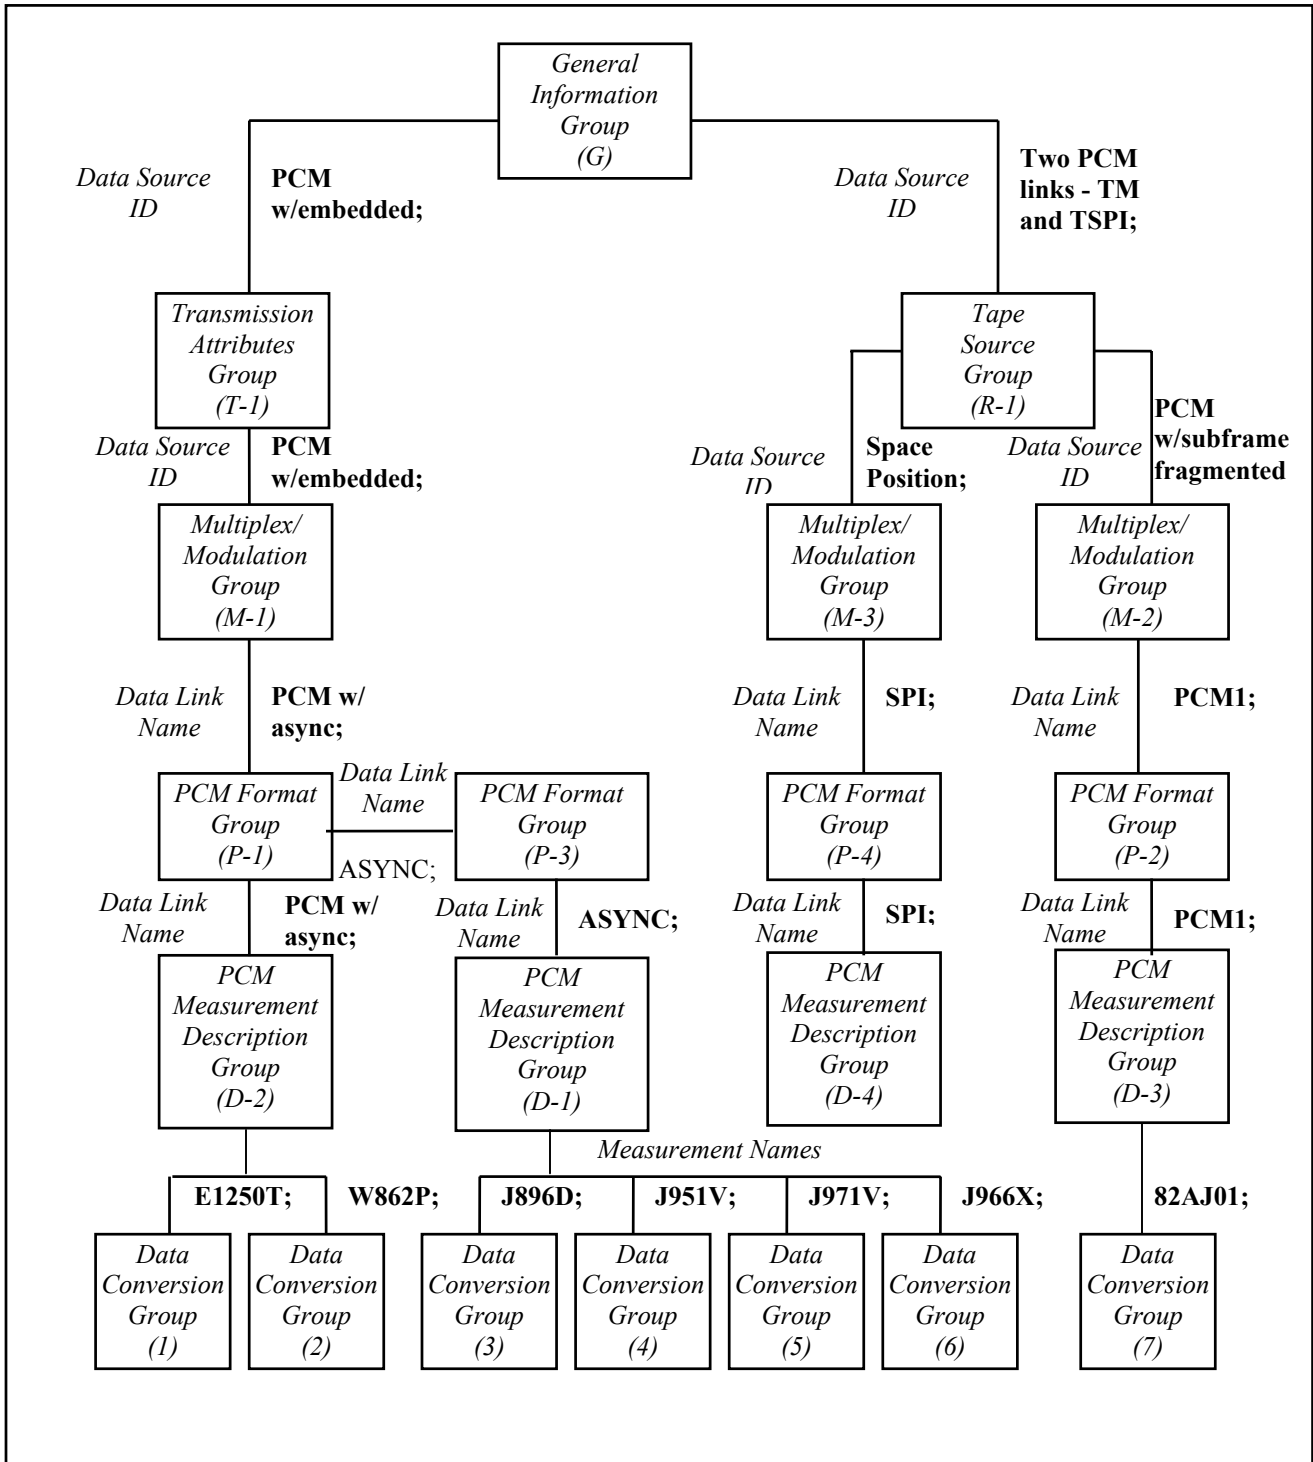 General
Information
Group
(G)
Data Source
ID
PCM
w/embedded;
Data Source
ID
Two PCM
links - TM
and TSPI;
Transmission
Attributes
Group
(T-1)
Tape
Source
Group
(R-1)
Data Source
ID
PCM
w/embedded;
Data Source
ID
Space
Position;
Data Source
ID
PCM
w/subframe
fragmented
Multiplex/
Modulation
Group
(M-1)
Multiplex/
Modulation
Group
(M-3)
Multiplex/
Modulation
Group
(M-2)
Data Link
Name
PCM w/
async;
Data Link
Name
SPI;
Data Link
Name
PCM1;
PCM Format
Group
(P-1)
Data Link
Name
ASYNC;
PCM Format
Group
(P-3)
PCM Format
Group
(P-4)
PCM Format
Group
(P-2)
Data Link
Name
PCM w/
async;
Data Link
Name
ASYNC;
Data Link
Name
SPI;
Data Link
Name
PCM1;
PCM
Measurement
Description
Group
(D-2)
PCM
Measurement
Description
Group
(D-1)
PCM
Measurement
Description
Group
(D-4)
PCM
Measurement
Description
Group
(D-3)
Measurement Names
E1250T;
W862P;
J896D;
J951V;
J971V;
J966X;
82AJ01;
Data
Conversion
Group
(1)
Data
Conversion
Group
(2)
Data
Conversion
Group
(3)
Data
Conversion
Group
(4)
Data
Conversion
Group
(5)
Data
Conversion
Group
(6)
Data
Conversion
Group
(7)